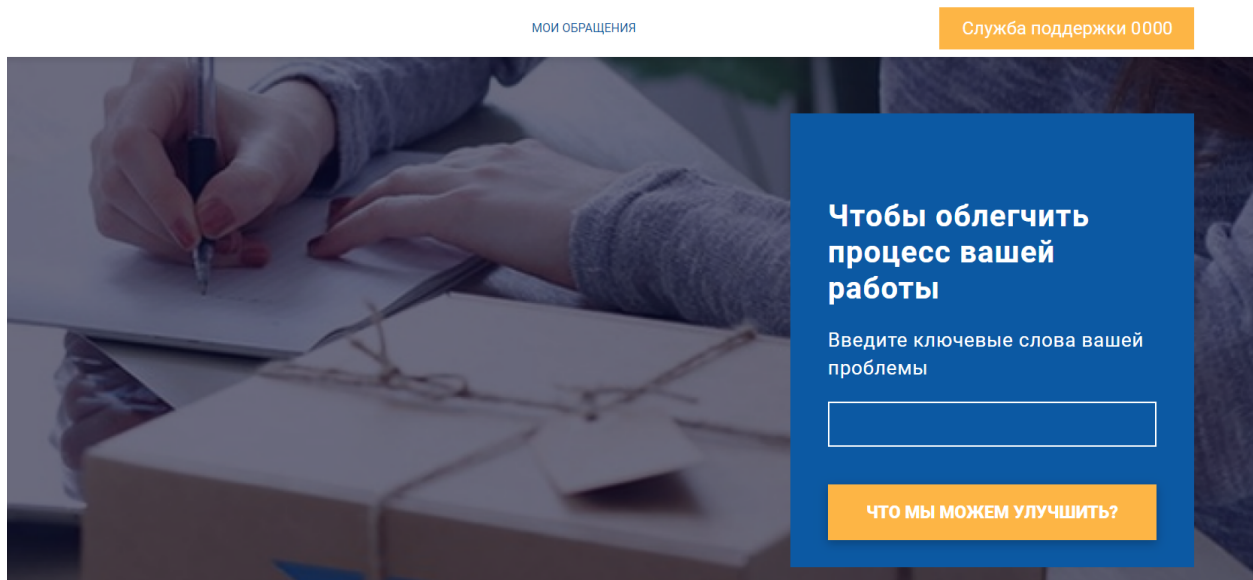 МОИ ОБРАЩЕНИЯ
Служба поддержки 0000
Чтобы облегчить
процесс вашей
работы
Введите ключевые слова вашей
проблемы
ЧТО МЫ МОЖЕМ УЛУЧШИТЬ?